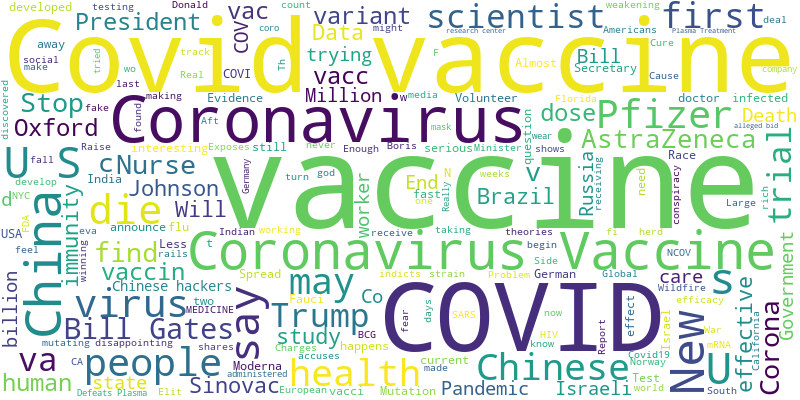 developed testing Donald vac variant scientist first count Americans weakening deal
President COV Data might research center Plasma Treatment
Covid vaccine
away social make tried track Real wo coro Th trying Bill Secretary Almost Cause Cure company
COVI Million vacc Evidence Volunteer F doctor Florida infected
Stop last making w media dose Pfizer Death
Coronavirus
discovered Oxford fake Aft found mask wear alleged bid
Raise interesting Exposes still never Enough Boris serious Minister question shows AstraZeneca Race
U S cNurse vaccine v Russia trial
fall India turn god Germany weeks N End fast Really one Brazil receiving need conspiracy Large rich
d NYC develop immunity Johnson Will worker
China die USA FDA eva announce flu Indian working receive taking theories fi herd
feel winning t Less rails begin Side German NCOV
find vaccin Coronavirus Vaccine Government
billion virus Chinese hackers Spread indicts strain Problem Global Wildfire efficacy
may COVID s care Corona
mutating MEDICINE two Fauci Co fear days SARS HIV now know effect Israel War mRNA California
Bill Gates say Trump New U effective
disappointing shares study BCG Report Covid19 Norway
va people CA Moderna Charges happens accuses current Chinese Test
human state Sinovac administered health made Pandemic Israeli world South
Defeats Plasma Elit European vacci Mutation